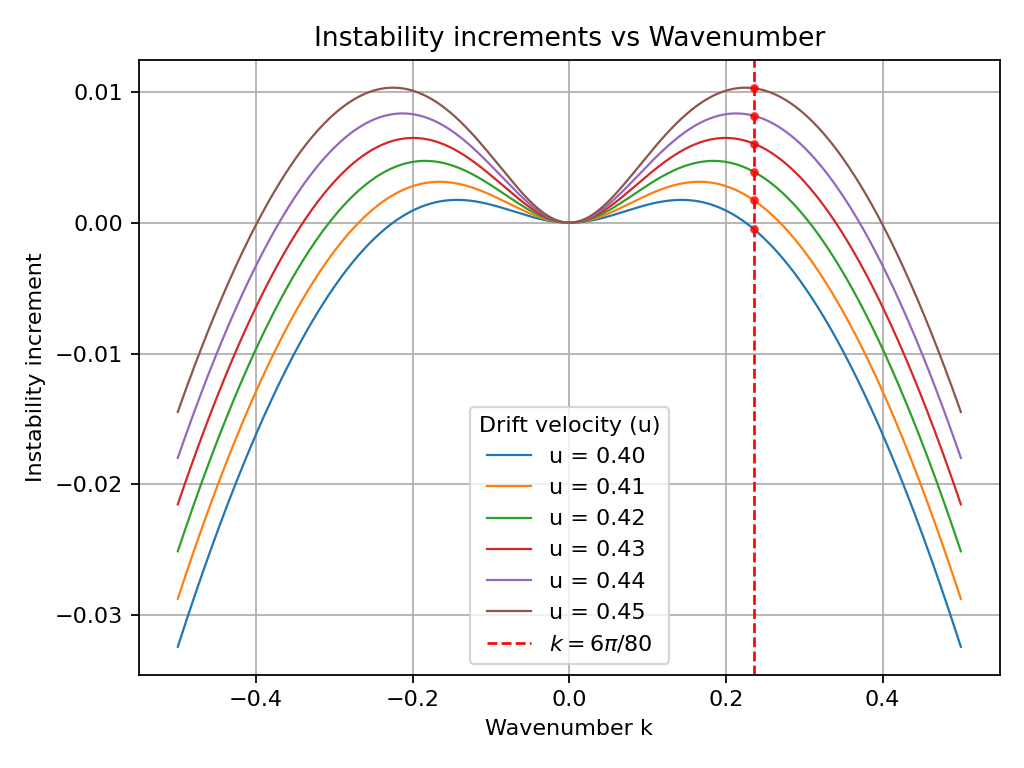 Instability increments vs Wavenumber
Instability increment
0.01
0.00
−0.01
−0.02
−0.03
Drift velocity (u)
u = 0.40
u = 0.41
u = 0.42
u = 0.43
u = 0.44
u = 0.45
k = 6π/80
−0.4
−0.2
0.0
0.2
0.4
Wavenumber k